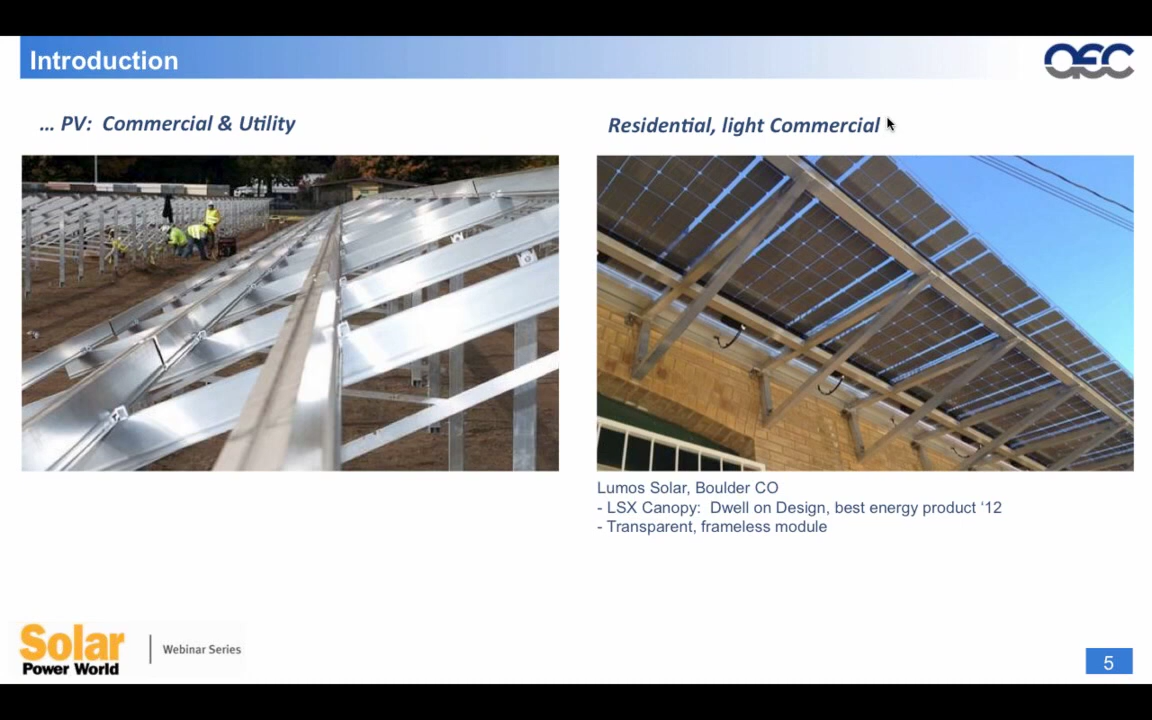 Introduction
AEC
... PV: Commercial & Utility
Residential, light Commercial
Lumos Solar, Boulder CO
- LSX Canopy: Dwell on Design, best energy product ‘12
- Transparent, frameless module
Solar
Power World
Webinar Series
5